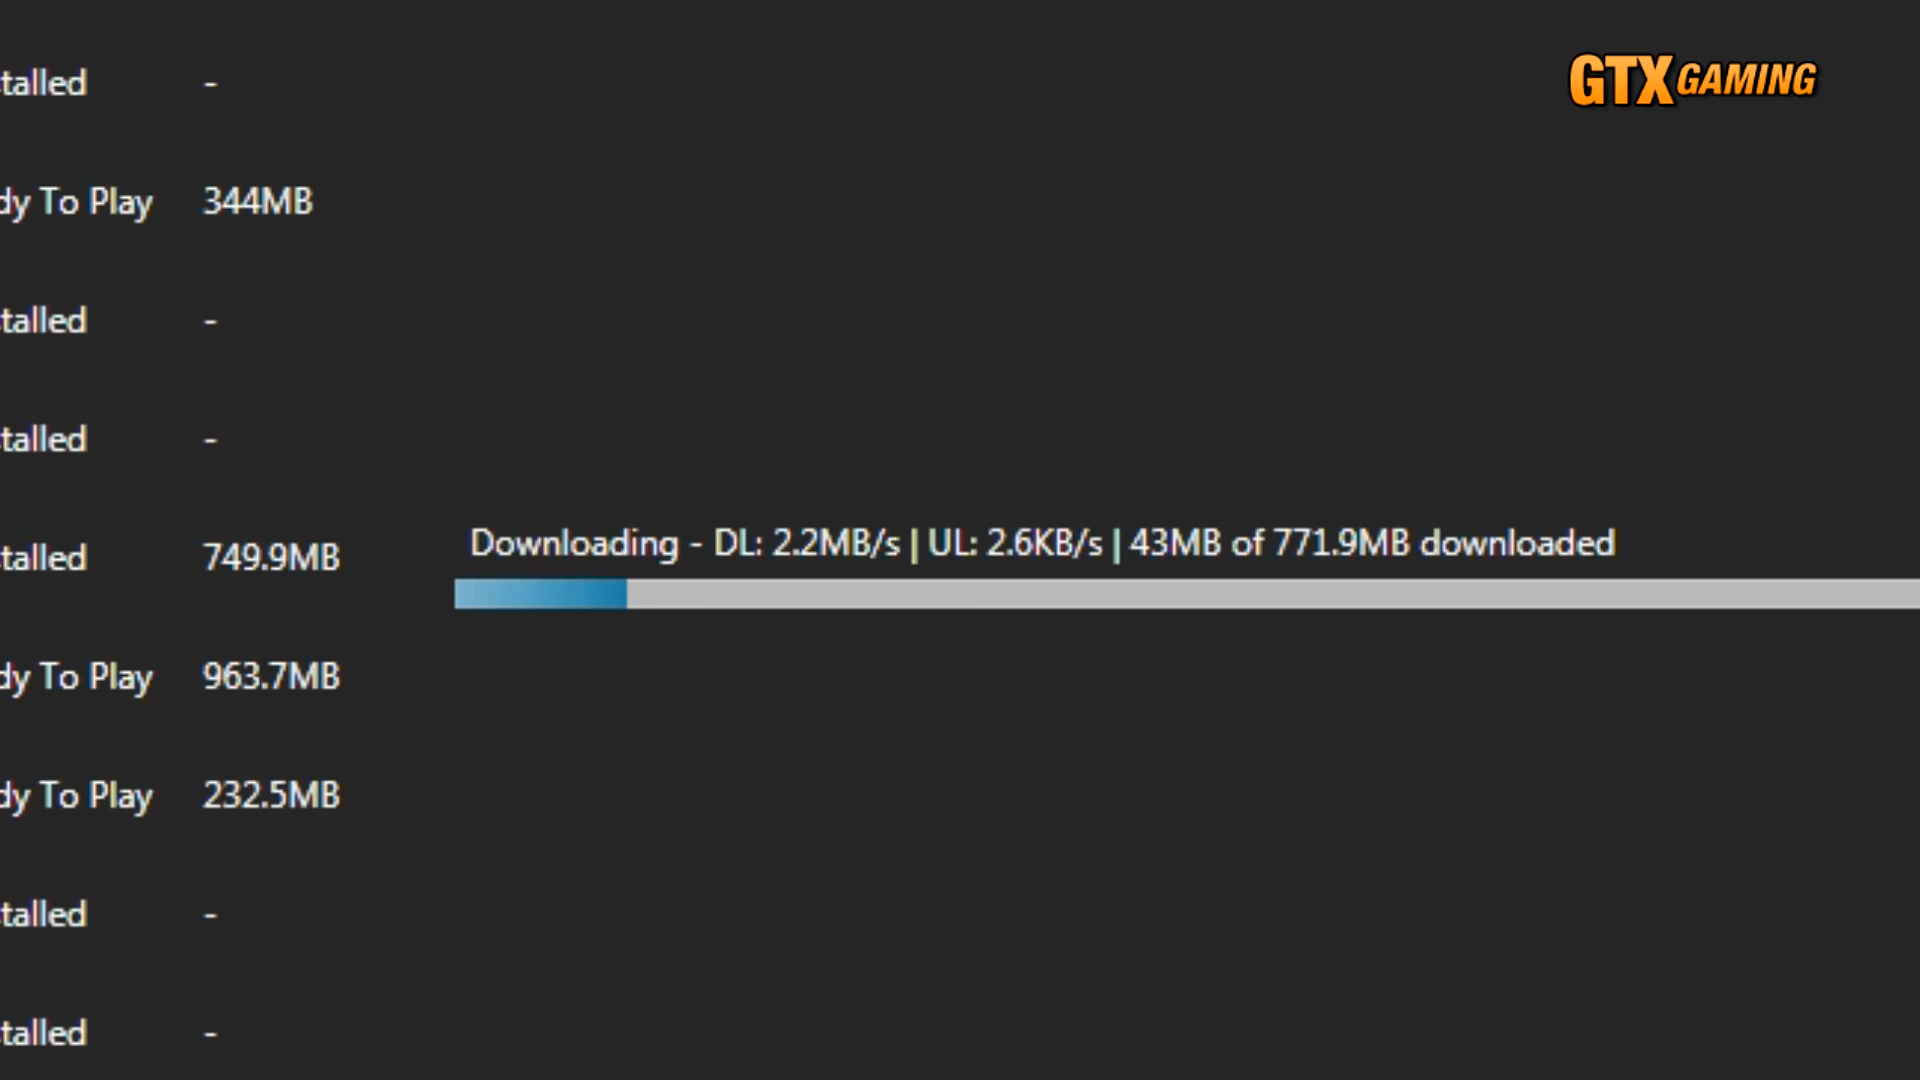 talled -
GTX GAMING
dy To Play 344MB
talled -
talled -
Downloading - DL: 2.2MB/s | UL: 2.6KB/s | 43MB of 771.9MB downloaded
talled 749.9MB
dy To Play 963.7MB
dy To Play 232.5MB
talled -
talled -